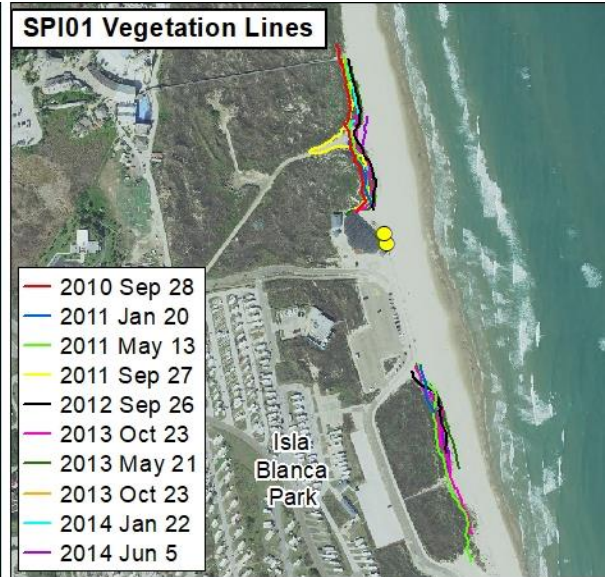 SPI01 Vegetation Lines
2010 Sep 28
2011 Jan 20
2011 May 13
2011 Sep 27
2012 Sep 26
2013 Oct 23
2013 May 21
2013 Oct 23
2014 Jan 22
2014 Jun 5
Isla
Blanca
Park